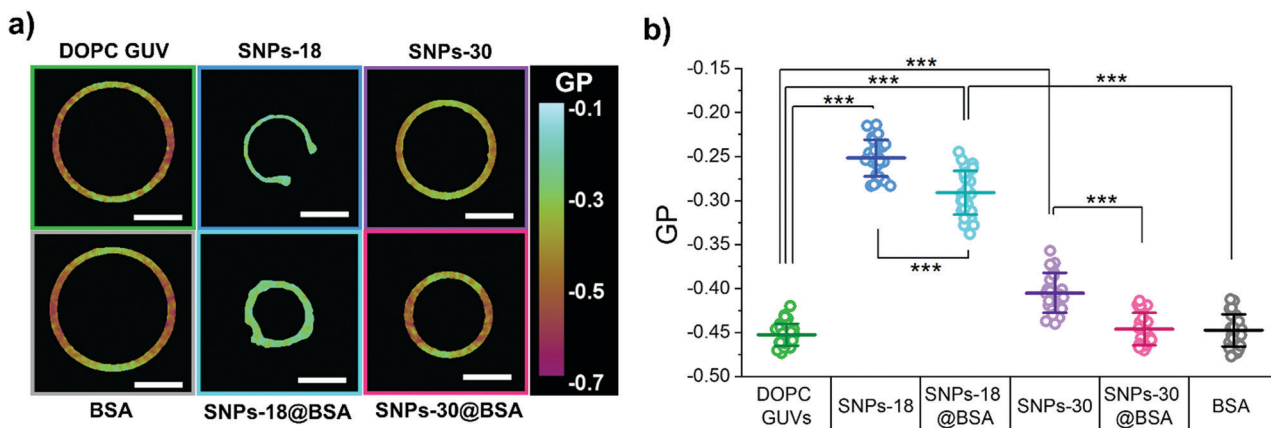 a)
DOPC GUV
SNPs-18
SNPs-30
GP
-0.1
-0.3
-0.5
-0.7
BSA
SNPs-18@BSA
SNPs-30@BSA
b)
***
***
***
***
***
***
GP
-0.15
-0.20
-0.25
-0.30
-0.35
-0.40
-0.45
-0.50
DOPC
GUVs
SNPs-18
SNPs-18
@BSA
SNPs-30
SNPs-30
@BSA
BSA